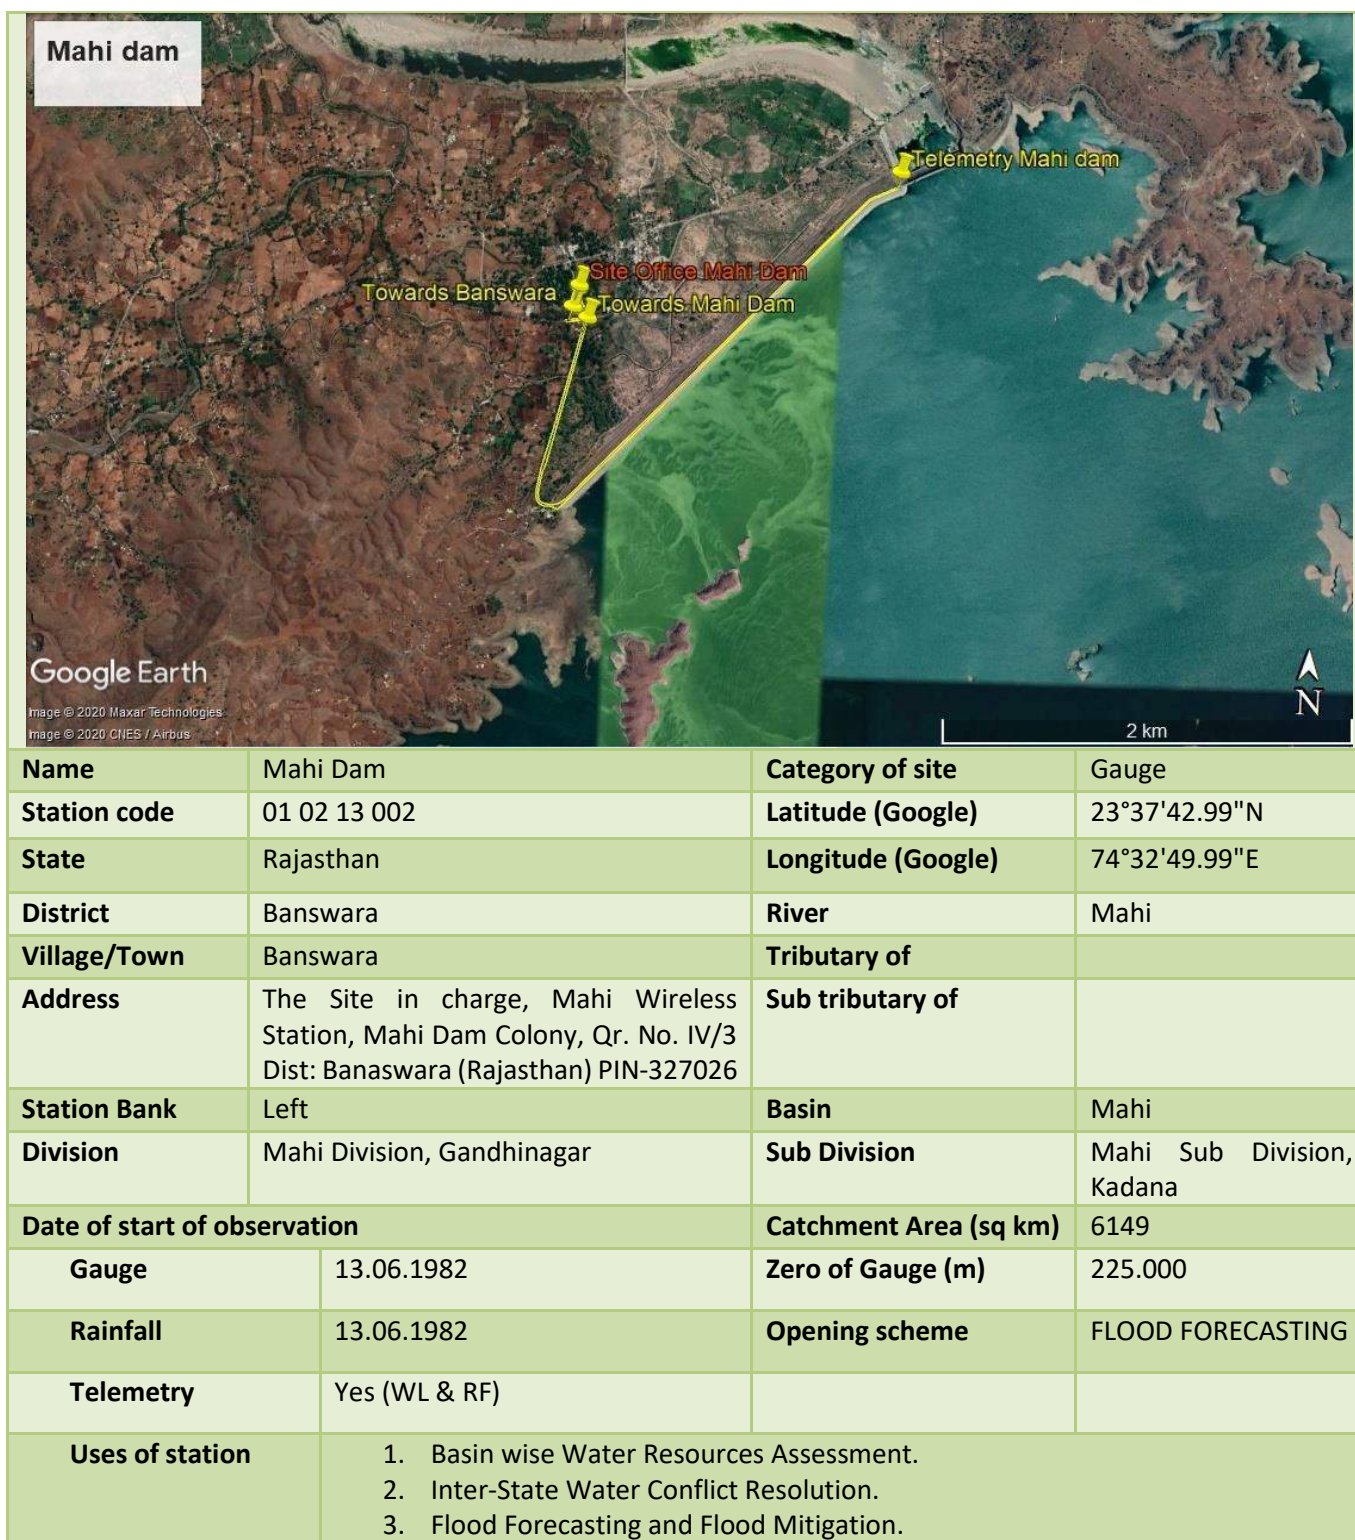 Mahi dam
Telemetry Mahi dam
Site Office Mahi Dam
Towards Banswara
Towards Mahi Dam
Google Earth
Image © 2020 Maxar Technologies
Image © 2020 CNES / Airbus
N
2 km
Name Mahi Dam Category of site Gauge
Station code 01 02 13 002 Latitude (Google) 23°37'42.99"N
State Rajasthan Longitude (Google) 74°32'49.99"E
District Banswara River Mahi
Village/Town Banswara Tributary of
Address The Site in charge, Mahi Wireless Sub tributary of
Station, Mahi Dam Colony, Qr. No. IV/3
Dist: Banaswara (Rajasthan) PIN-327026
Station Bank Left Basin Mahi
Division Mahi Division, Gandhinagar Sub Division Mahi Sub Division,
Kadana
Date of start of observation Catchment Area (sq km) 6149
Gauge 13.06.1982 Zero of Gauge (m) 225.000
Rainfall 13.06.1982 Opening scheme FLOOD FORECASTING
Telemetry Yes (WL & RF)
Uses of station 1. Basin wise Water Resources Assessment.
2. Inter-State Water Conflict Resolution.
3. Flood Forecasting and Flood Mitigation.